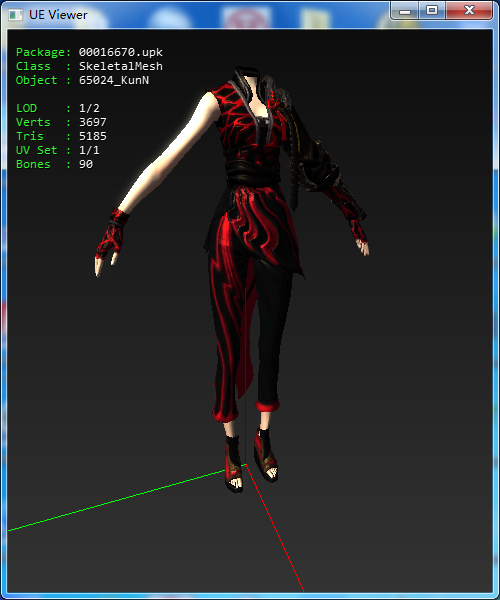 UE Viewer
Package: 00016670.upk
Class : SkeletalMesh
Object : 65024_KunN
LOD : 1/2
Verts : 3697
Tris : 5185
UV Set : 1/1
Bones : 90